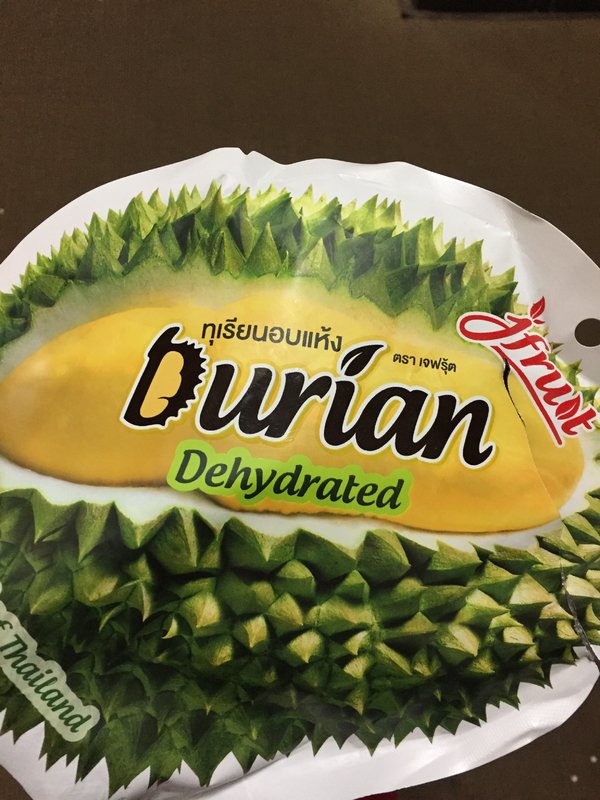 ทุเรียนอบแห้ง
ตรา เจฟรุ้ต
Jfruit
Durian
Dehydrated
of Thailand